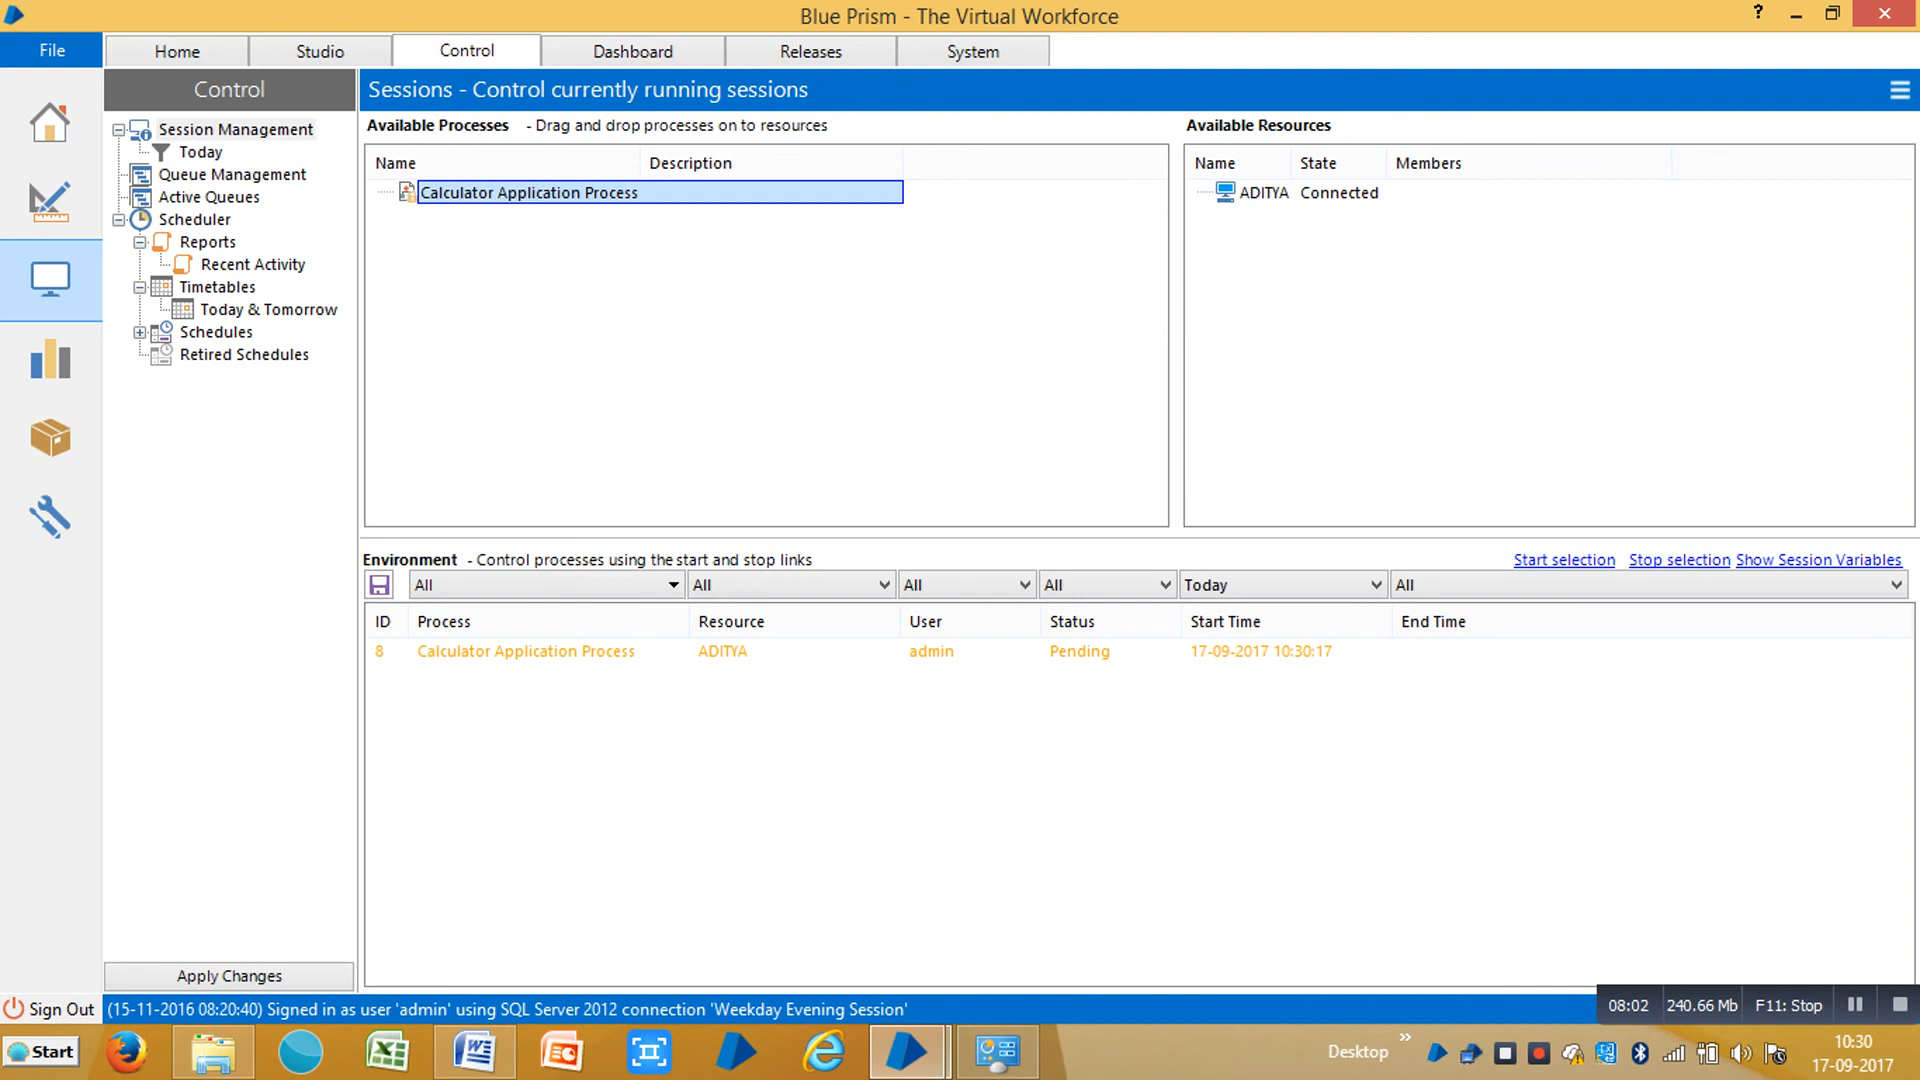 Blue Prism - The Virtual Workforce
?
File
Home
Studio
Control
Dashboard
Releases
System
Control
Session Management
Today
Queue Management
Active Queues
Scheduler
Reports
Recent Activity
Timetables
Today & Tomorrow
Schedules
Retired Schedules
Apply Changes
Sessions - Control currently running sessions
Available Processes - Drag and drop processes on to resources
Name Description
Calculator Application Process
Available Resources
Name State Members
ADITYA Connected
Environment - Control processes using the start and stop links
Start selection Stop selection Show Session Variables
All All All All Today All
ID Process Resource User Status Start Time End Time
8 Calculator Application Process ADITYA admin Pending 17-09-2017 10:30:17
Sign Out (15-11-2016 08:20:40) Signed in as user 'admin' using SQL Server 2012 connection 'Weekday Evening Session'
08:02 240.66 Mb F11: Stop
Start
Desktop
10:30
17-09-2017